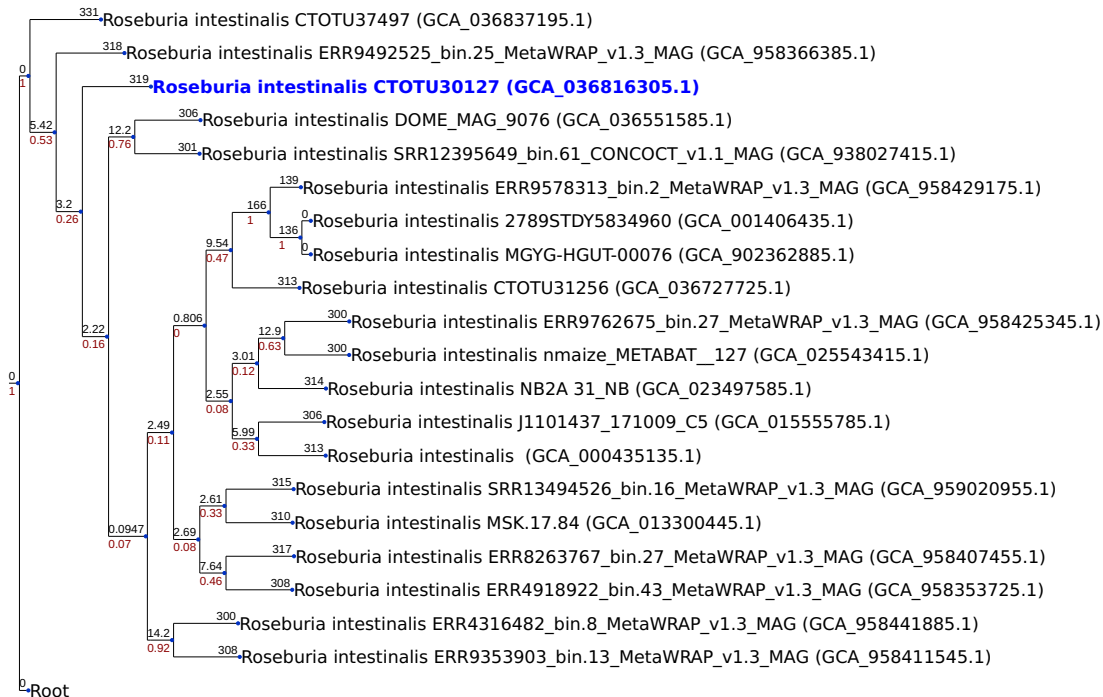 331 Roseburia intestinalis CTOTU37497 (GCA_036837195.1)
318 Roseburia intestinalis ERR9492525_bin.25_MetaWRAP_v1.3_MAG (GCA_958366385.1)
0
1
319 Roseburia intestinalis CTOTU30127 (GCA_036816305.1)
306 Roseburia intestinalis DOME_MAG_9076 (GCA_036551585.1)
5.42
0.53
12.2
0.76
301 Roseburia intestinalis SRR12395649_bin.61_CONCOCT_v1.1_MAG (GCA_938027415.1)
139 Roseburia intestinalis ERR9578313_bin.2_MetaWRAP_v1.3_MAG (GCA_958429175.1)
3.2
0.26
166
1
0 Roseburia intestinalis 2789STDY5834960 (GCA_001406435.1)
136
1
0 Roseburia intestinalis MGYG-HGUT-00076 (GCA_902362885.1)
9.54
0.47
313 Roseburia intestinalis CTOTU31256 (GCA_036727725.1)
300 Roseburia intestinalis ERR9762675_bin.27_MetaWRAP_v1.3_MAG (GCA_958425345.1)
2.22
0.16
0.806
0
12.9
0.63
300 Roseburia intestinalis nmaize_METABAT__127 (GCA_025543415.1)
3.01
0.12
314 Roseburia intestinalis NB2A 31_NB (GCA_023497585.1)
0
1
2.55
0.08
306 Roseburia intestinalis J1101437_171009_C5 (GCA_015555785.1)
2.49
0.11
5.99
0.33
313 Roseburia intestinalis  (GCA_000435135.1)
315 Roseburia intestinalis SRR13494526_bin.16_MetaWRAP_v1.3_MAG (GCA_959020955.1)
2.61
0.33
310 Roseburia intestinalis MSK.17.84 (GCA_013300445.1)
0.0947
0.07
2.69
0.08
317 Roseburia intestinalis ERR8263767_bin.27_MetaWRAP_v1.3_MAG (GCA_958407455.1)
7.64
0.46
308 Roseburia intestinalis ERR4918922_bin.43_MetaWRAP_v1.3_MAG (GCA_958353725.1)
300 Roseburia intestinalis ERR4316482_bin.8_MetaWRAP_v1.3_MAG (GCA_958441885.1)
14.2
0.92
308 Roseburia intestinalis ERR9353903_bin.13_MetaWRAP_v1.3_MAG (GCA_958411545.1)
0 Root